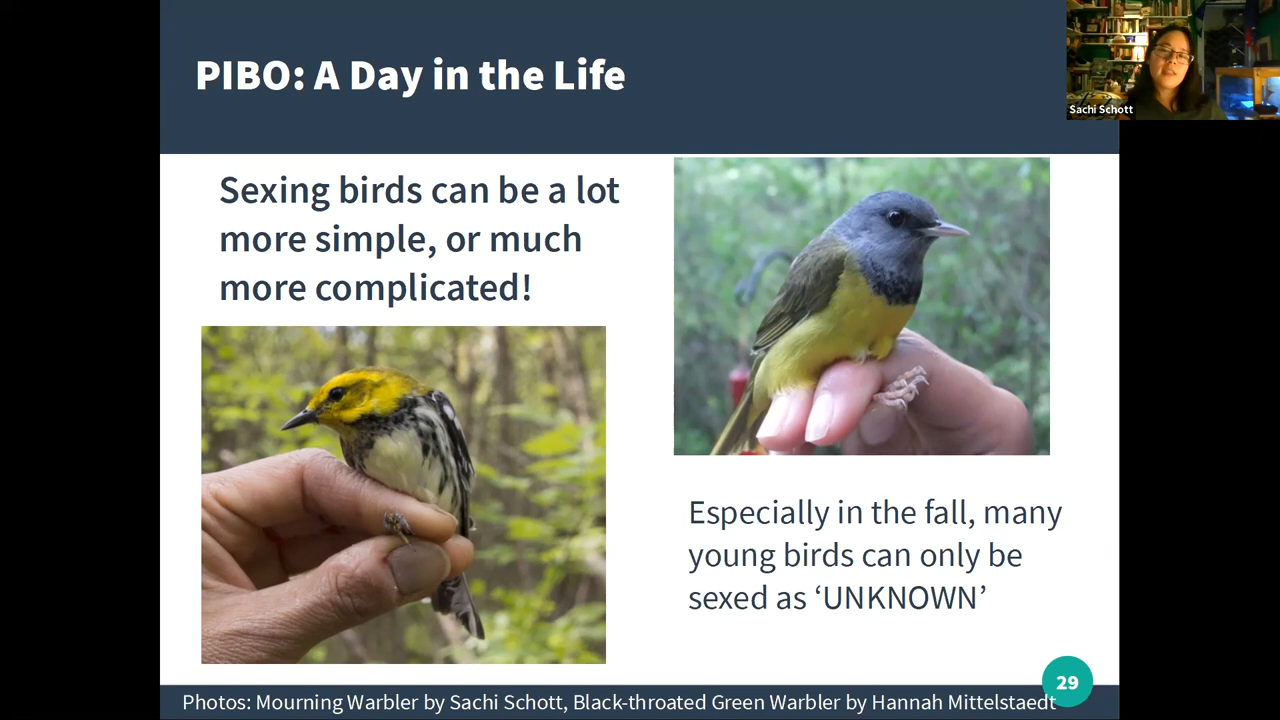 PIBO: A Day in the Life
Sachi Schott
Sexing birds can be a lot
more simple, or much
more complicated!
Especially in the fall, many
young birds can only be
sexed as ‘UNKNOWN’
29
Photos: Mourning Warbler by Sachi Schott, Black-throated Green Warbler by Hannah Mittelstaedt